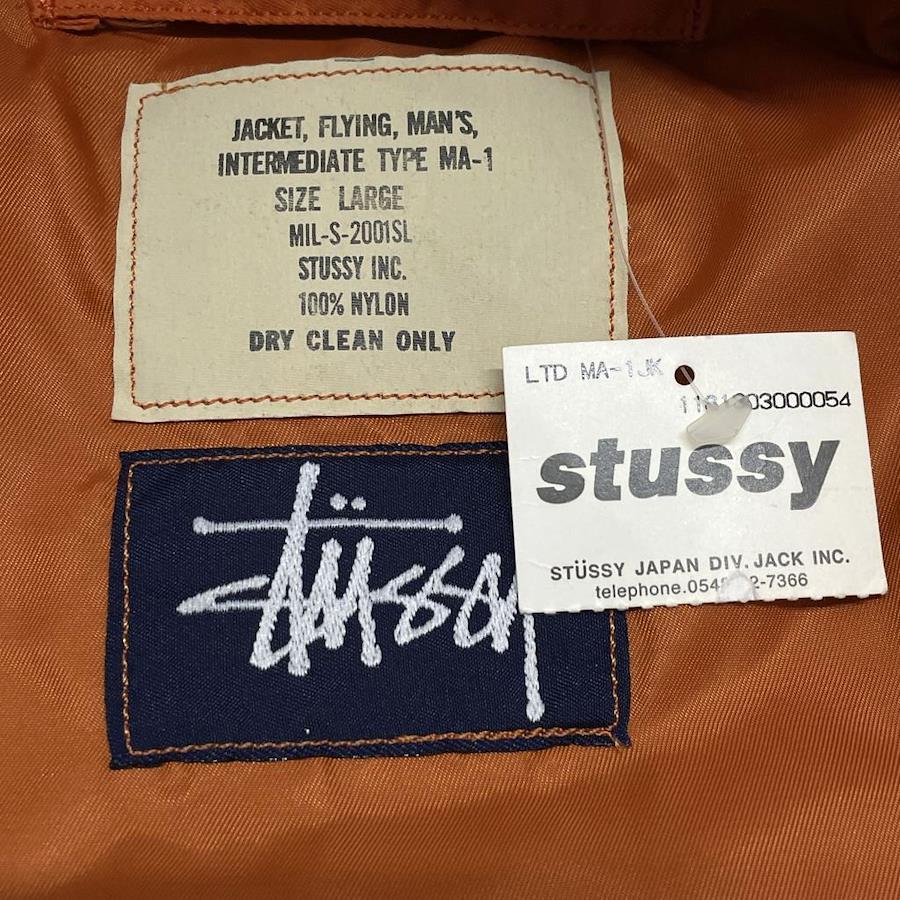 JACKET, FLYING, MAN'S,
INTERMEDIATE TYPE MA-1
SIZE LARGE
MIL-S-2001SL
STUSSY INC.
100% NYLON
DRY CLEAN ONLY
LTD MA-1JK
stussy
STÜSSY JAPAN DIV. JACK INC.
Stüssy